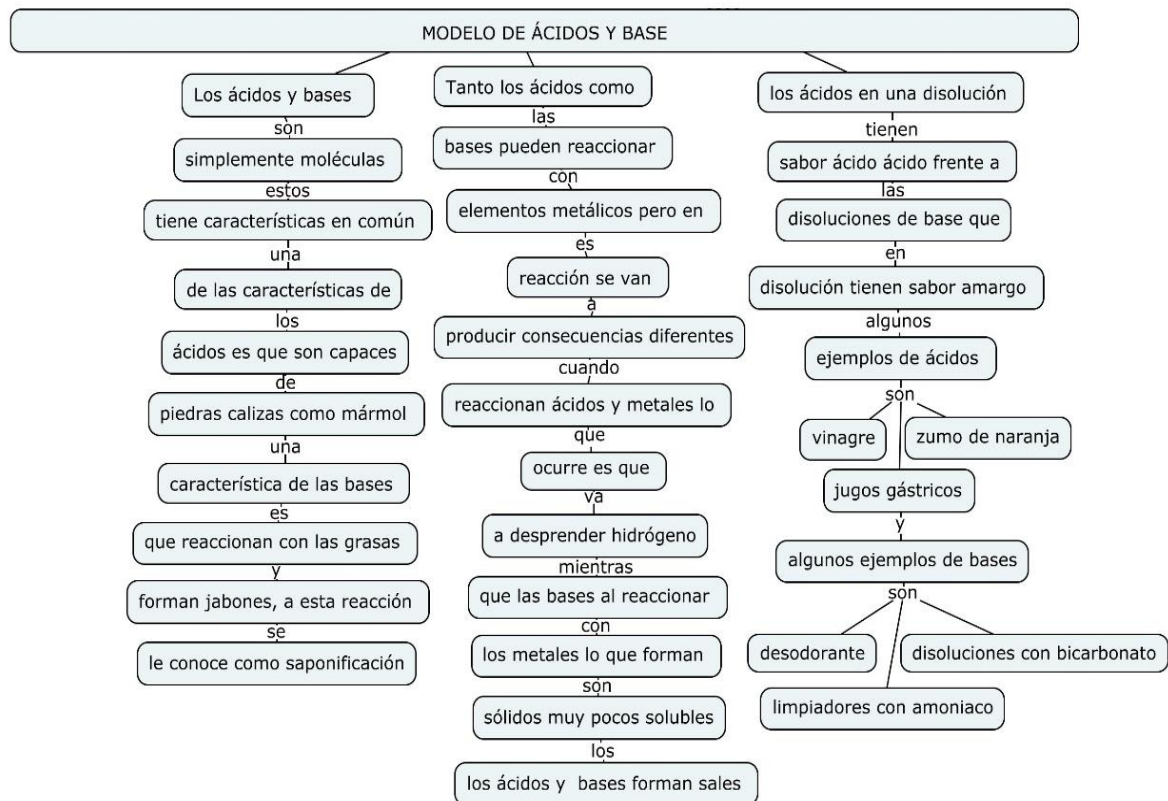 MODELO DE ÁCIDOS Y BASE
Los ácidos y bases
son
simplemente moléculas
estos
tiene características en común
una
de las características de
los
ácidos es que son capaces
de
piedras calizas como mármol
una
característica de las bases
es
que reaccionan con las grasas
y
forman jabones, a esta reacción
se
le conoce como saponificación
Tanto los ácidos como
las
bases pueden reaccionar
con
elementos metálicos pero en
es
reacción se van
a
producir consecuencias diferentes
cuando
reaccionan ácidos y metales lo
que
ocurre es que
va
a desprender hidrógeno
mientras
que las bases al reaccionar
con
los metales lo que forman
són
sólidos muy pocos solubles
los
los ácidos y bases forman sales
los ácidos en una disolución
tienen
sabor ácido ácido frente a
las
disoluciones de base que
en
disolución tienen sabor amargo
algunos
ejemplos de ácidos
son
vinagre
zumo de naranja
jugos gástricos
y
algunos ejemplos de bases
son
desodorante
disoluciones con bicarbonato
limpiadores con amoniaco